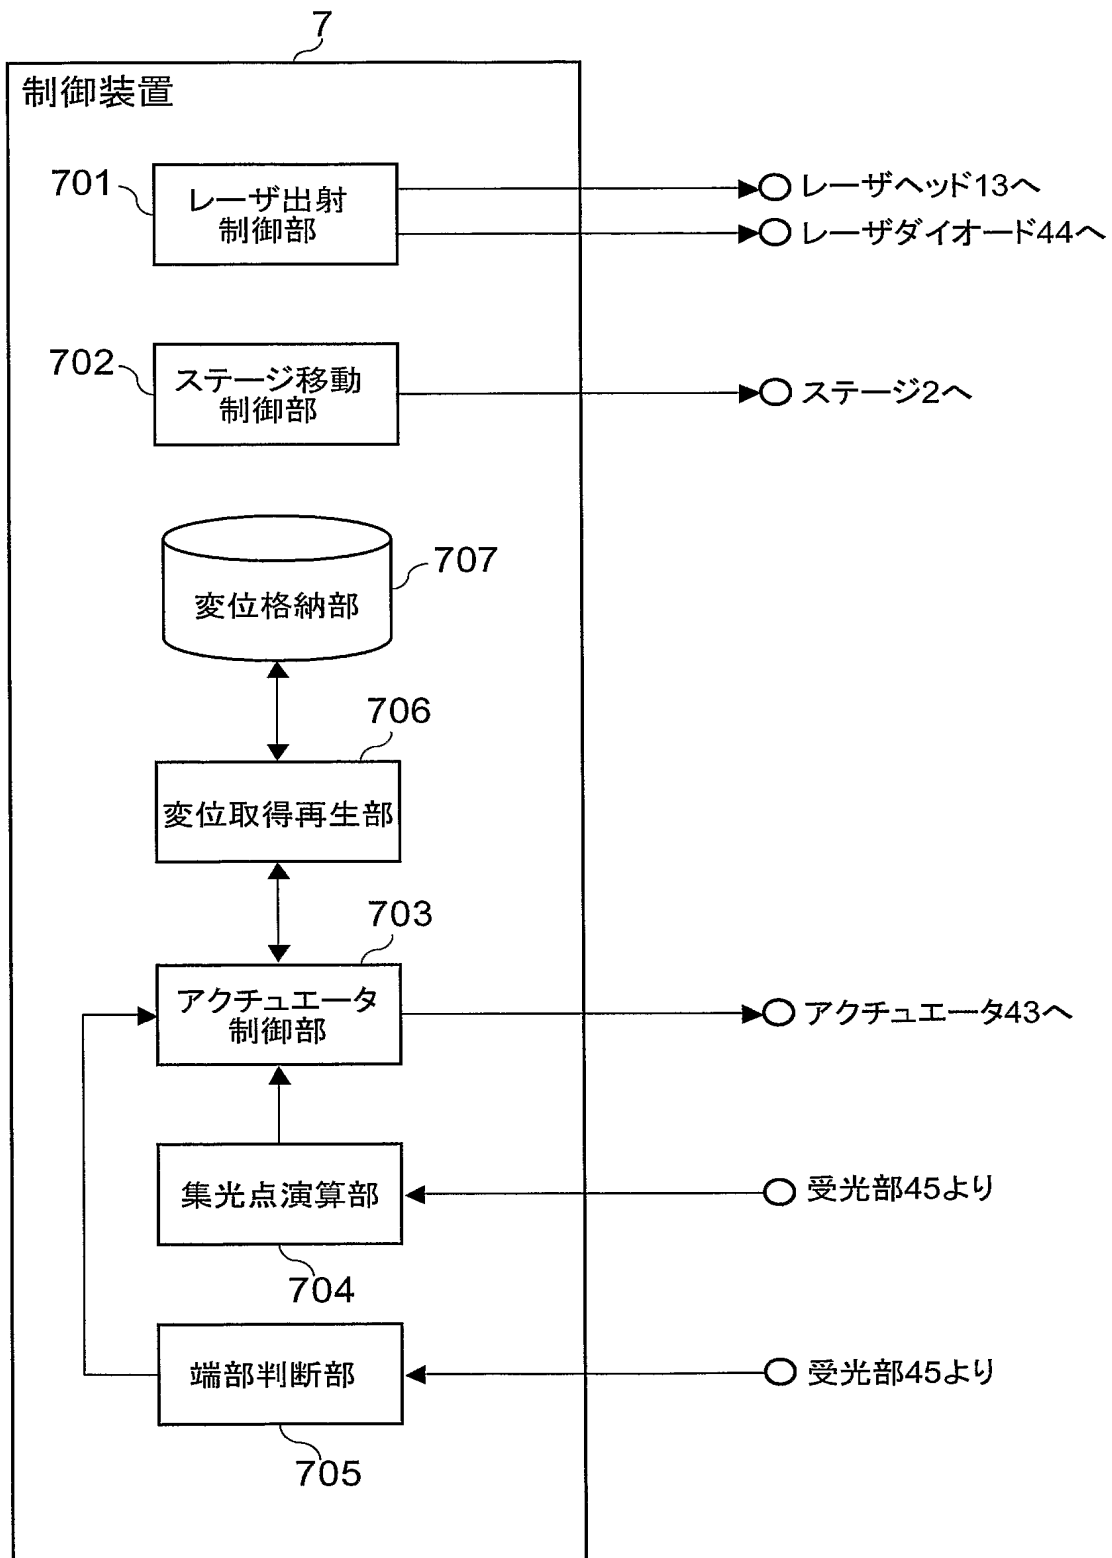 7
制御装置
701
レーザ出射
制御部
レーザヘッド13へ
レーザダイオード44へ
702
ステージ移動
制御部
ステージ2へ
変位格納部
707
706
変位取得再生部
703
アクチュエータ
制御部
アクチュエータ43へ
集光点演算部
受光部45より
704
端部判断部
受光部45より
705